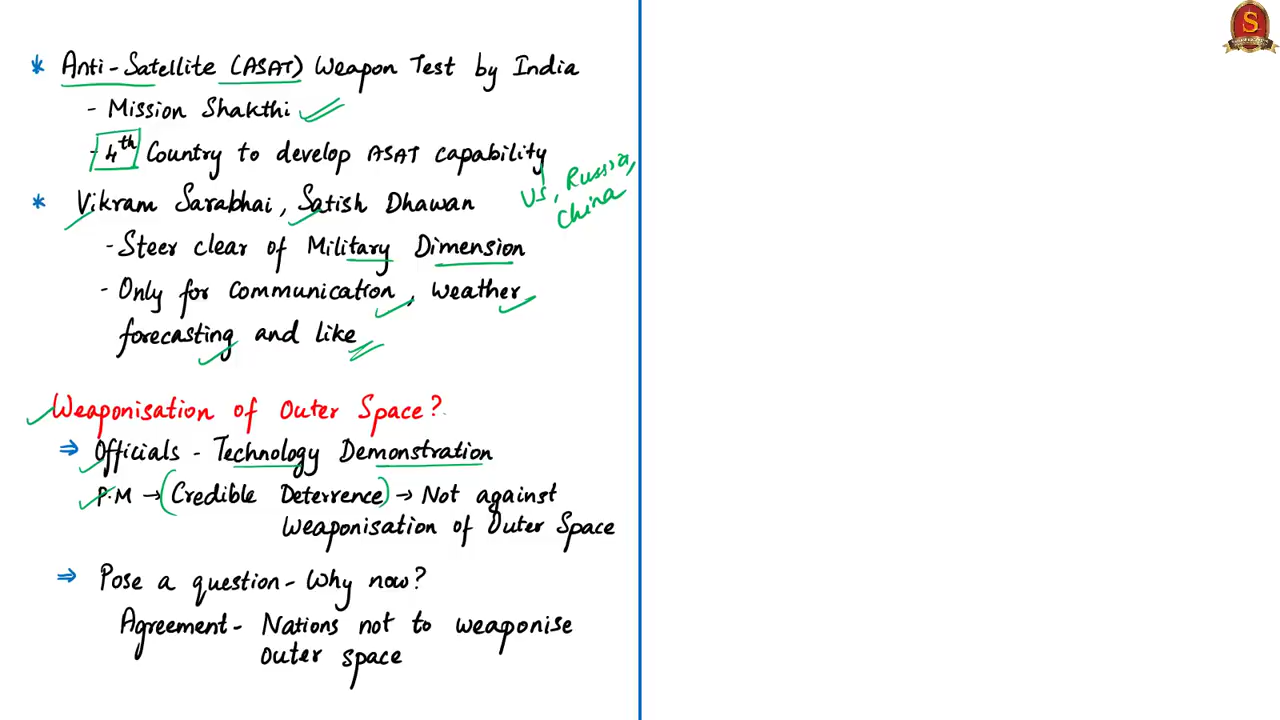 * Anti-Satellite (ASAT) Weapon Test by India
- Mission Shakthi
- 4th Country to develop ASAT capability
US, Russia,
China
* Vikram Sarabhai, Satish Dhawan
- Steer clear of Military Dimension
- Only for communication, weather
forecasting and like
Weaponisation of Outer Space?
⇒ Officials - Technology Demonstration
P.M → (Credible Deterrence) → Not against
Weaponisation of Outer Space
⇒ Pose a question - Why now?
Agreement - Nations not to weaponise
outer space
S